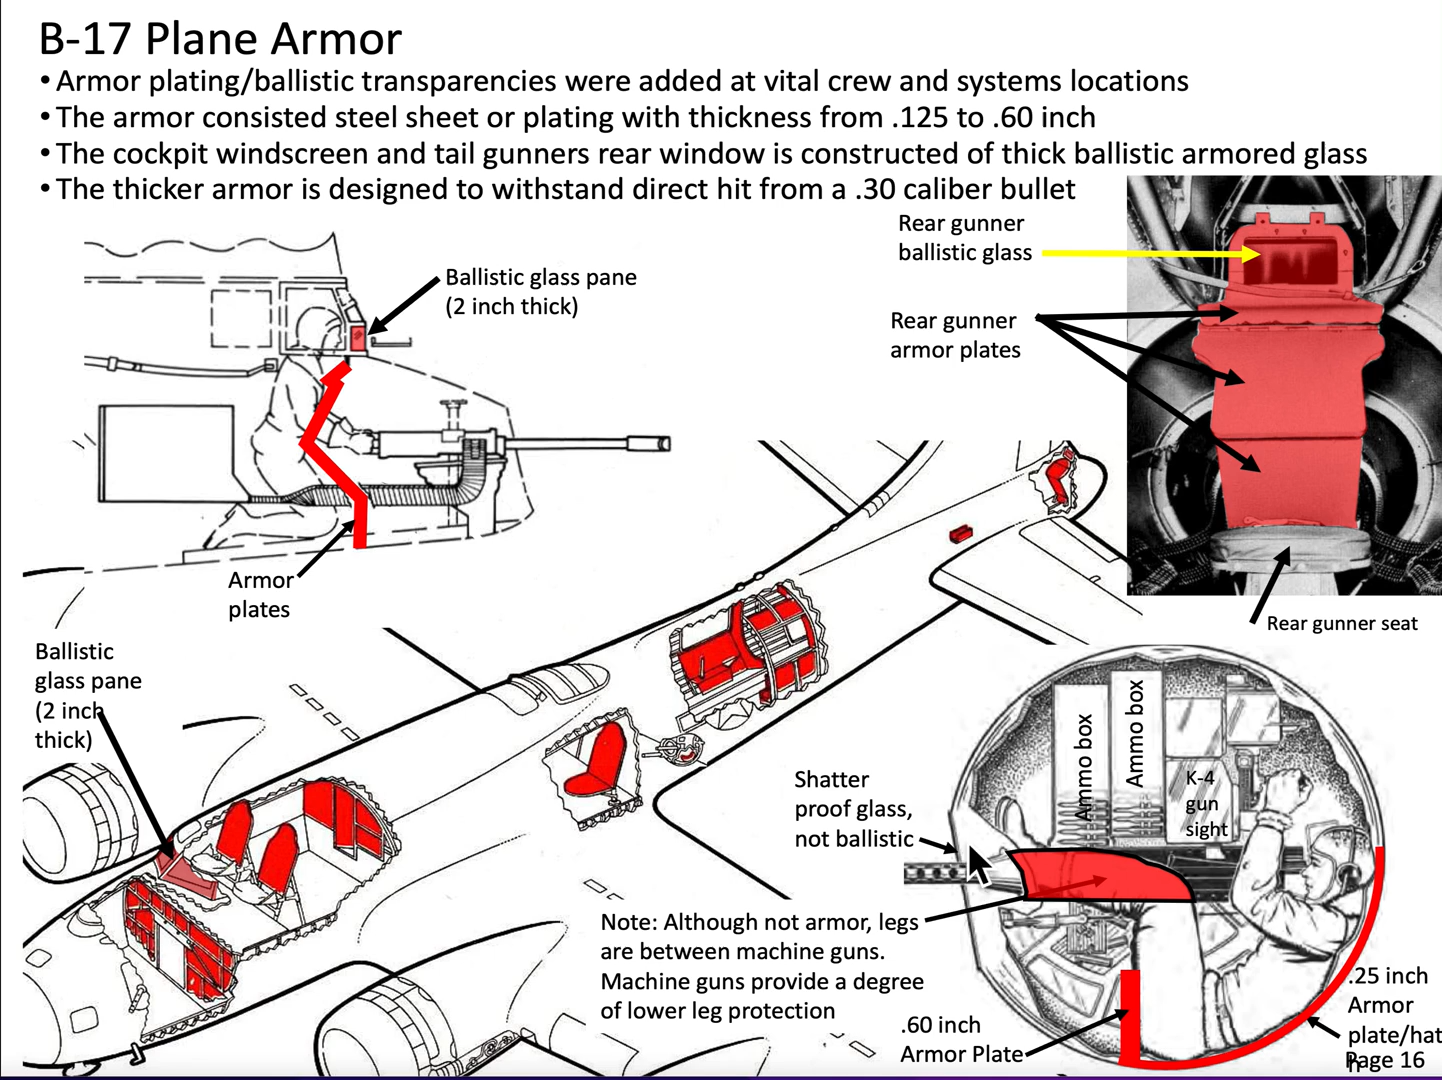 B-17 Plane Armor
• Armor plating/ballistic transparencies were added at vital crew and systems locations
• The armor consisted steel sheet or plating with thickness from .125 to .60 inch
• The cockpit windscreen and tail gunners rear window is constructed of thick ballistic armored glass
• The thicker armor is designed to withstand direct hit from a .30 caliber bullet
Rear gunner
ballistic glass
Ballistic glass pane
(2 inch thick)
Rear gunner
armor plates
Armor
plates
Rear gunner seat
Ballistic
glass pane
(2 inch
thick)
Ammo box
Ammo box
K-4
gun
sight
Shatter
proof glass,
not ballistic
Note: Although not armor, legs
are between machine guns.
Machine guns provide a degree
of lower leg protection
.60 inch
Armor Plate
.25 inch
Armor
plate/hat
Page 16